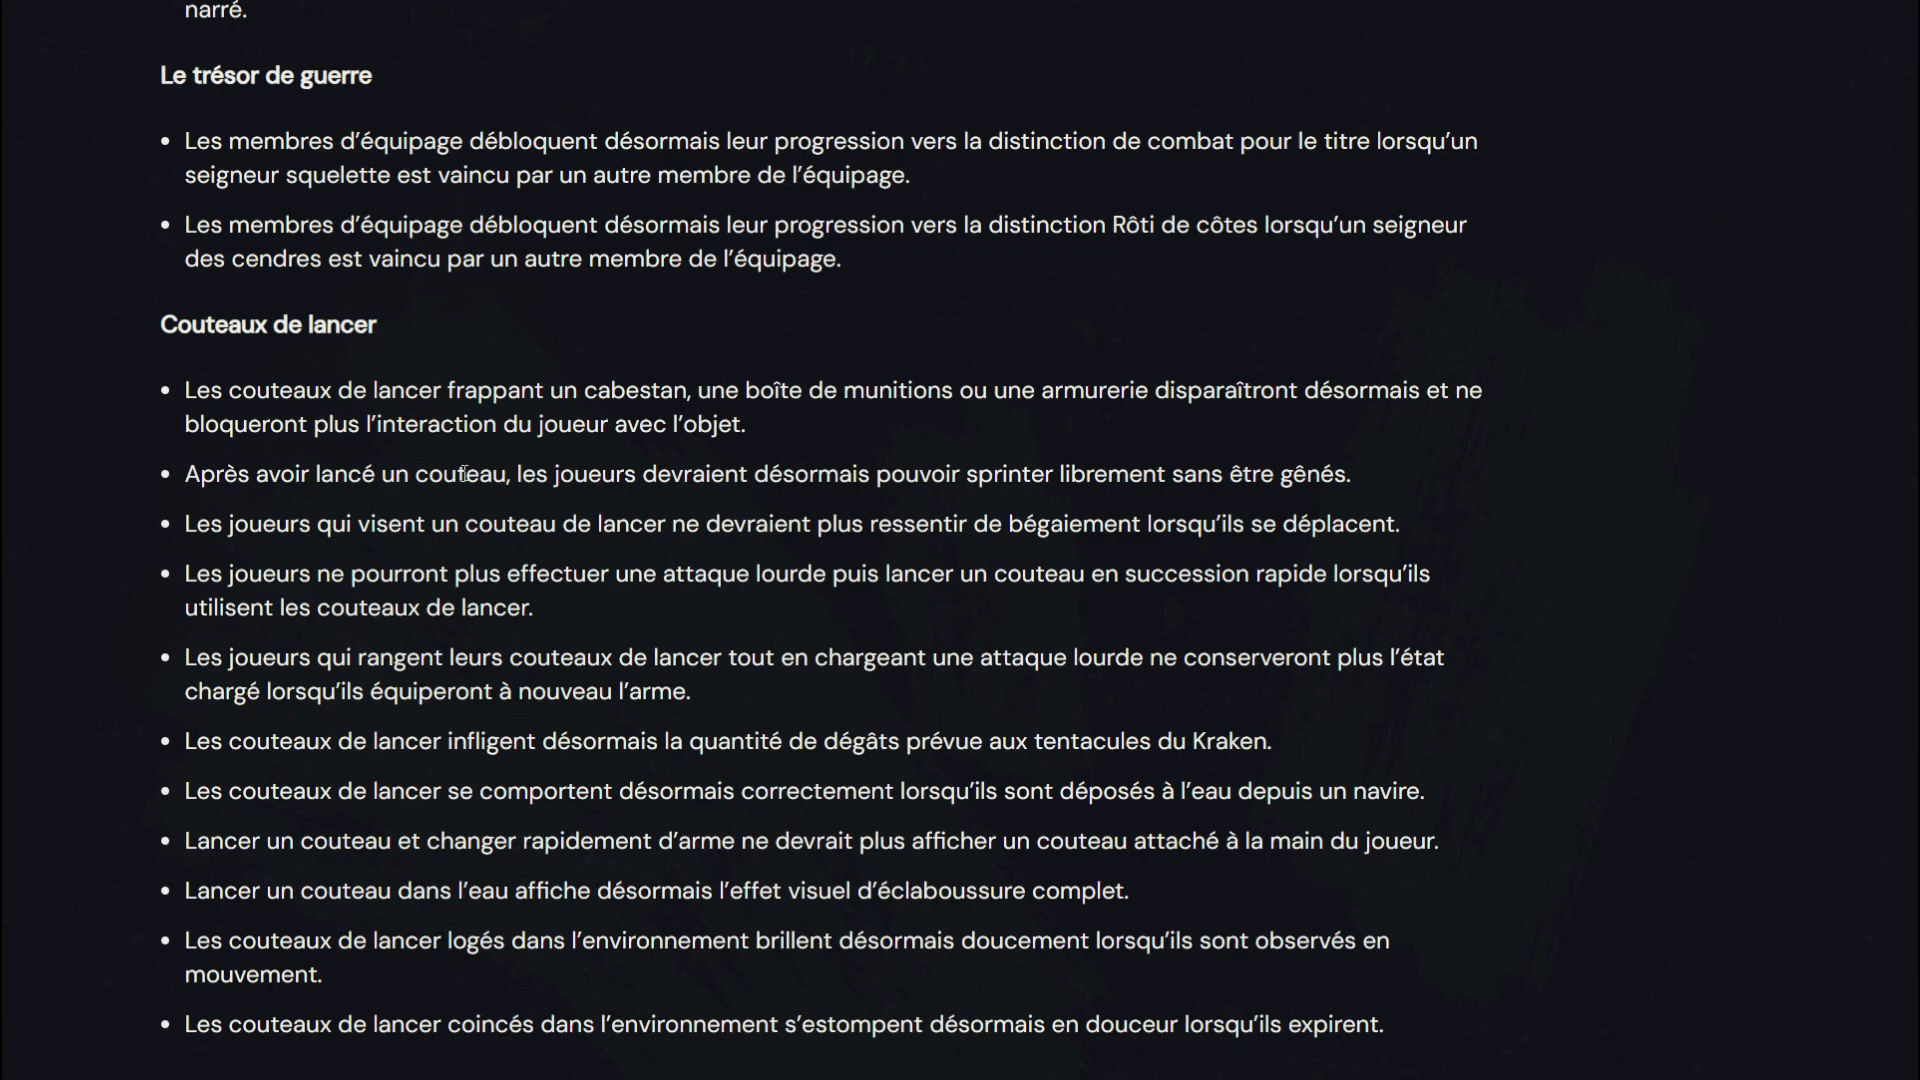 narré.
Le trésor de guerre
• Les membres d’équipage débloquent désormais leur progression vers la distinction de combat pour le titre lorsqu’un
seigneur squelette est vaincu par un autre membre de l’équipage.
• Les membres d’équipage débloquent désormais leur progression vers la distinction Rôti de côtes lorsqu’un seigneur
des cendres est vaincu par un autre membre de l’équipage.
Couteaux de lancer
• Les couteaux de lancer frappant un cabestan, une boîte de munitions ou une armurerie disparaîtront désormais et ne
bloqueront plus l’interaction du joueur avec l’objet.
• Après avoir lancé un couteau, les joueurs devraient désormais pouvoir sprinter librement sans être gênés.
• Les joueurs qui visent un couteau de lancer ne devraient plus ressentir de bégaiement lorsqu’ils se déplacent.
• Les joueurs ne pourront plus effectuer une attaque lourde puis lancer un couteau en succession rapide lorsqu’ils
utilisent les couteaux de lancer.
• Les joueurs qui rangent leurs couteaux de lancer tout en chargeant une attaque lourde ne conserveront plus l’état
chargé lorsqu’ils équiperont à nouveau l’arme.
• Les couteaux de lancer infligent désormais la quantité de dégâts prévue aux tentacules du Kraken.
• Les couteaux de lancer se comportent désormais correctement lorsqu’ils sont déposés à l’eau depuis un navire.
• Lancer un couteau et changer rapidement d’arme ne devrait plus afficher un couteau attaché à la main du joueur.
• Lancer un couteau dans l’eau affiche désormais l’effet visuel d’éclaboussure complet.
• Les couteaux de lancer logés dans l’environnement brillent désormais doucement lorsqu’ils sont observés en
mouvement.
• Les couteaux de lancer coincés dans l’environnement s’estompent désormais en douceur lorsqu’ils expirent.